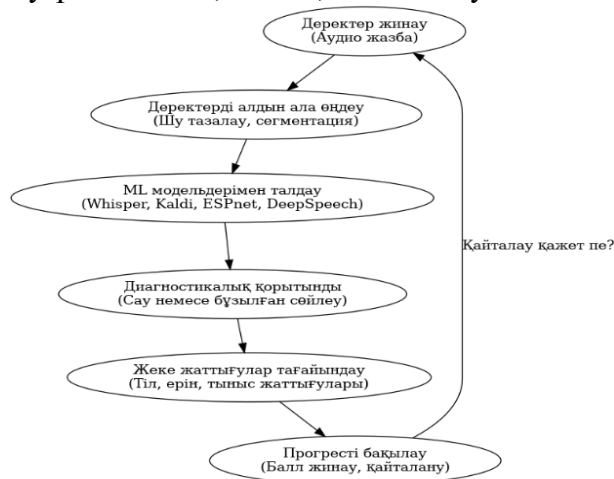 Деректер жинау
(Аудио жазба)
Деректерді алдын ала өңдеу
(Шу тазалау, сегментация)
ML модельдерімен талдау
(Whisper, Kaldi, ESPnet, DeepSpeech)
Қайталау қажет пе?
Диагностикалық қорытынды
(Сау немесе бұзылған сөйлеу)
Жеке жаттығулар тағайындау
(Тіл, ерін, тыныс жаттығулары)
Прогресті бақылау
(Балл жинау, қайталану)